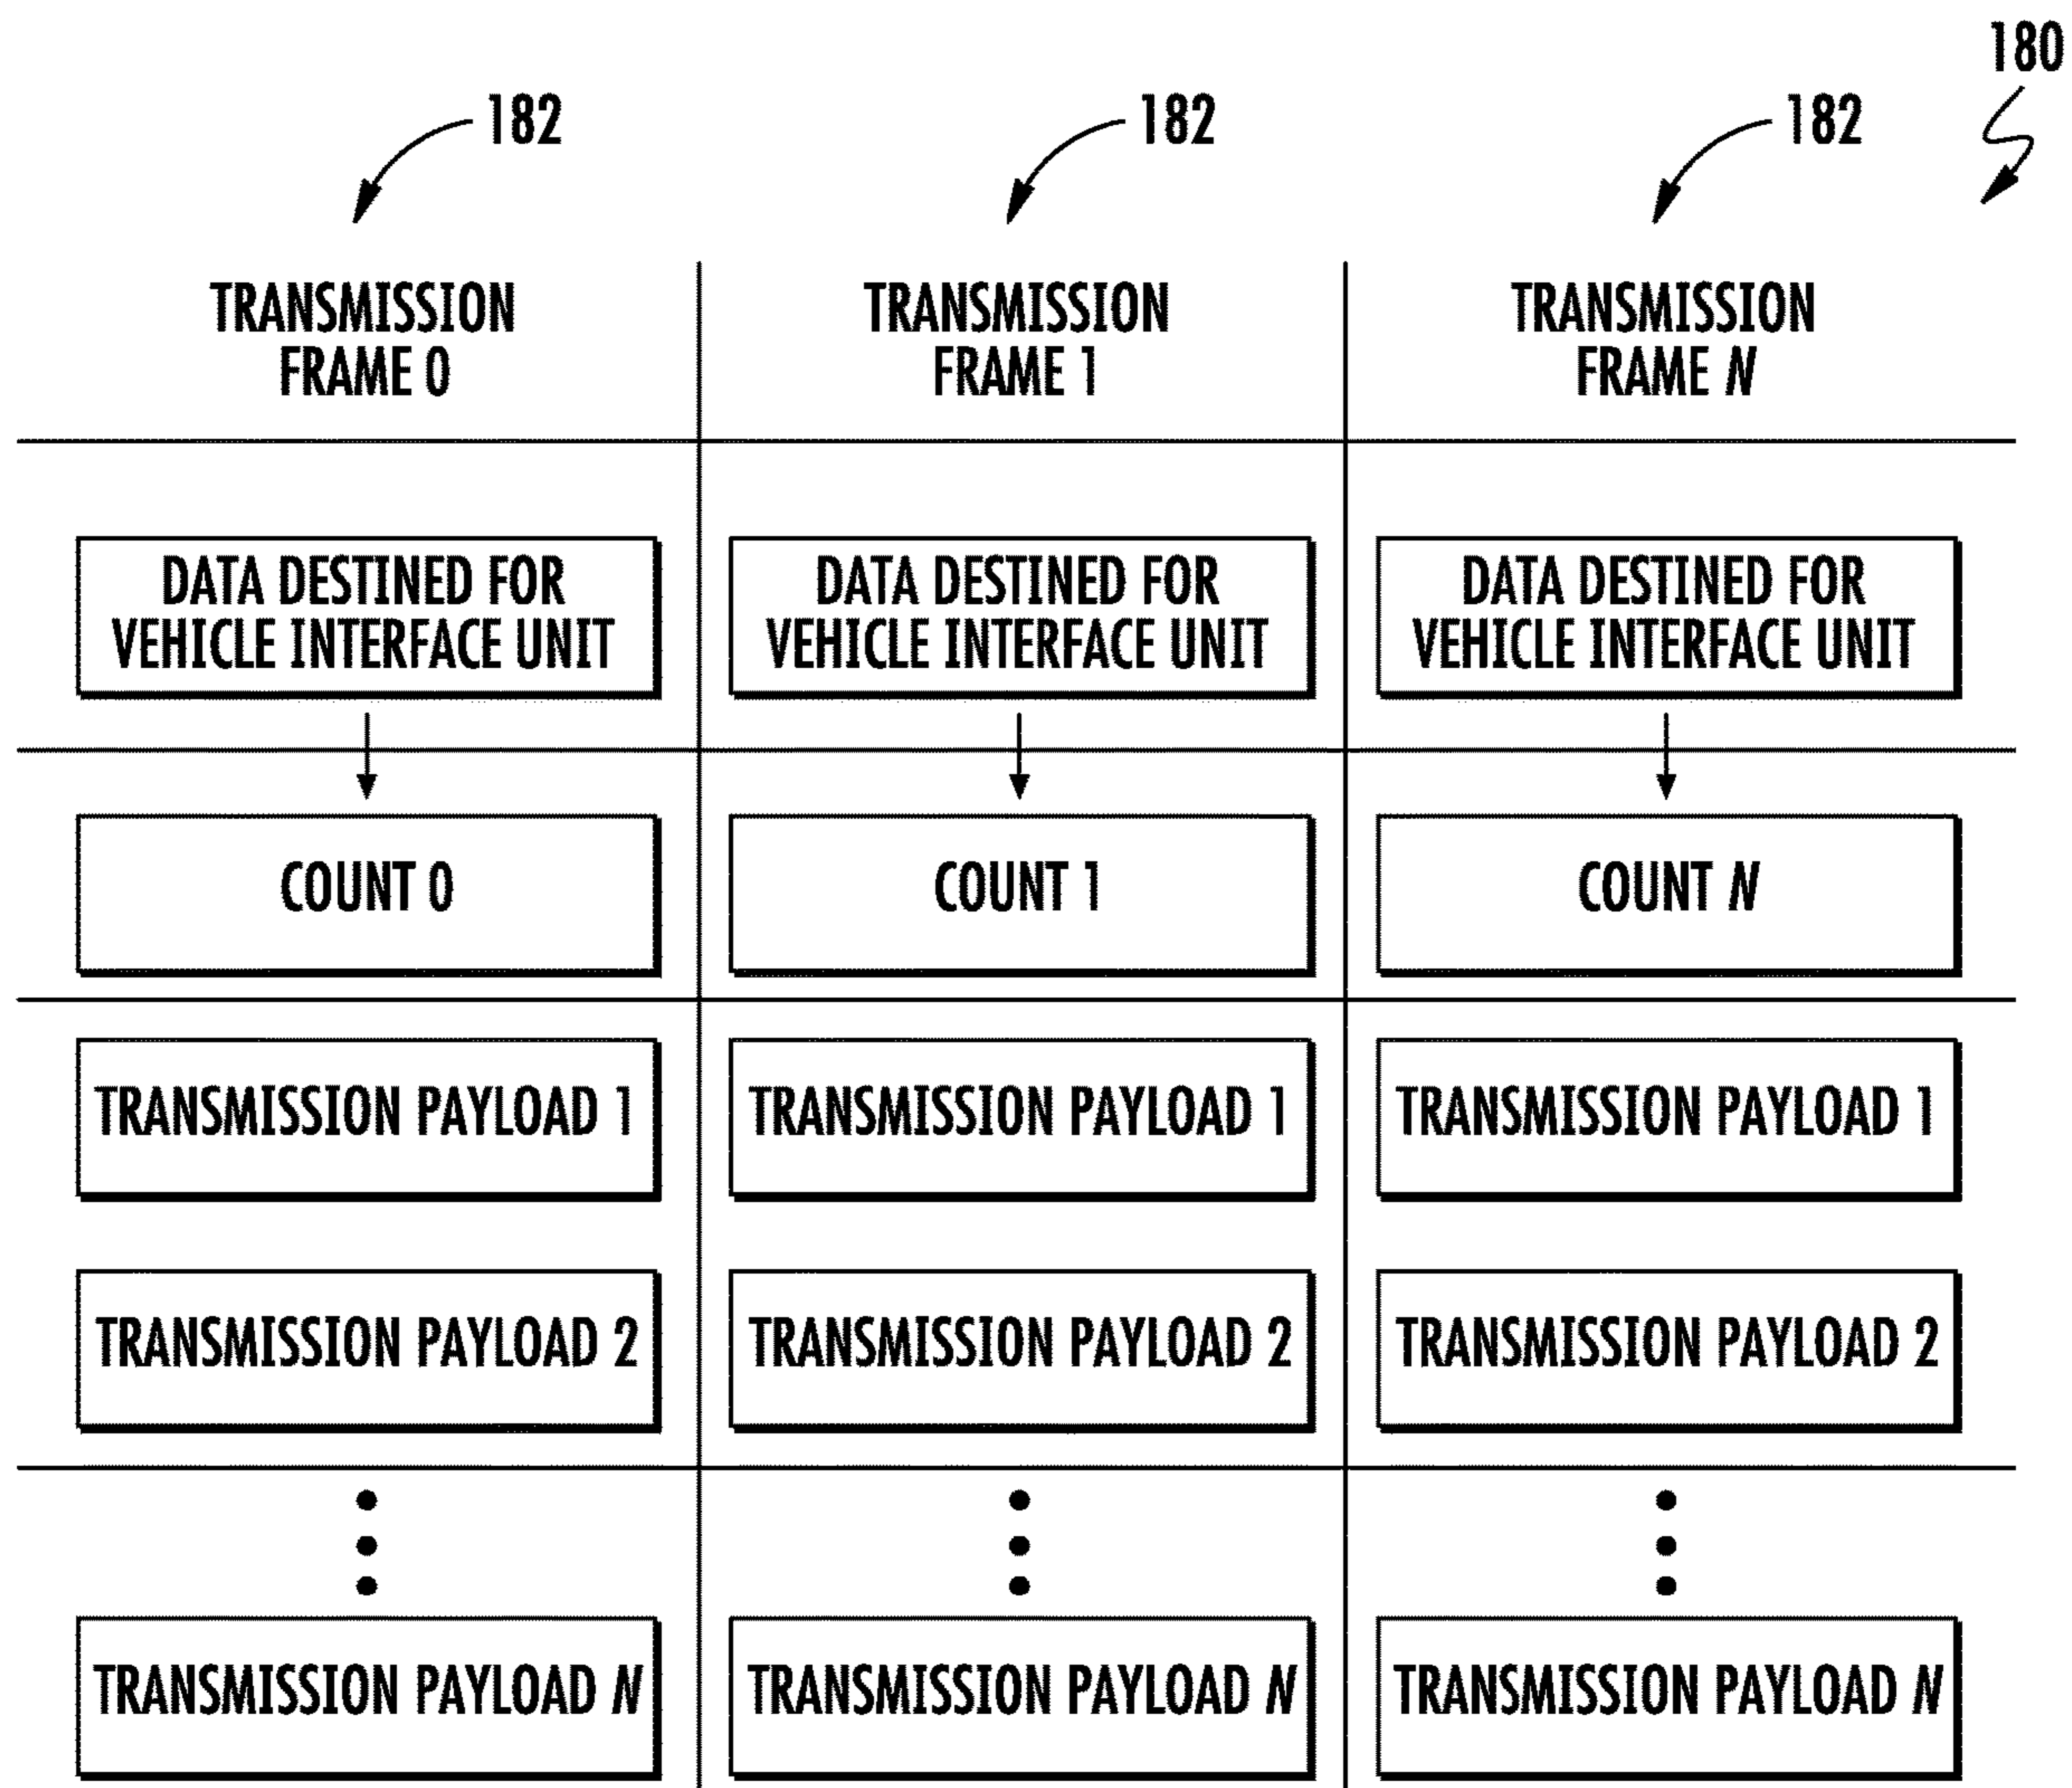 180
182
182
182
TRANSMISSION
FRAME 0
TRANSMISSION
FRAME 1
TRANSMISSION
FRAME N
DATA DESTINED FOR
VEHICLE INTERFACE UNIT
DATA DESTINED FOR
VEHICLE INTERFACE UNIT
DATA DESTINED FOR
VEHICLE INTERFACE UNIT
COUNT 0
COUNT 1
COUNT N
TRANSMISSION PAYLOAD 1
TRANSMISSION PAYLOAD 1
TRANSMISSION PAYLOAD 1
TRANSMISSION PAYLOAD 2
TRANSMISSION PAYLOAD 2
TRANSMISSION PAYLOAD 2
TRANSMISSION PAYLOAD N
TRANSMISSION PAYLOAD N
TRANSMISSION PAYLOAD N